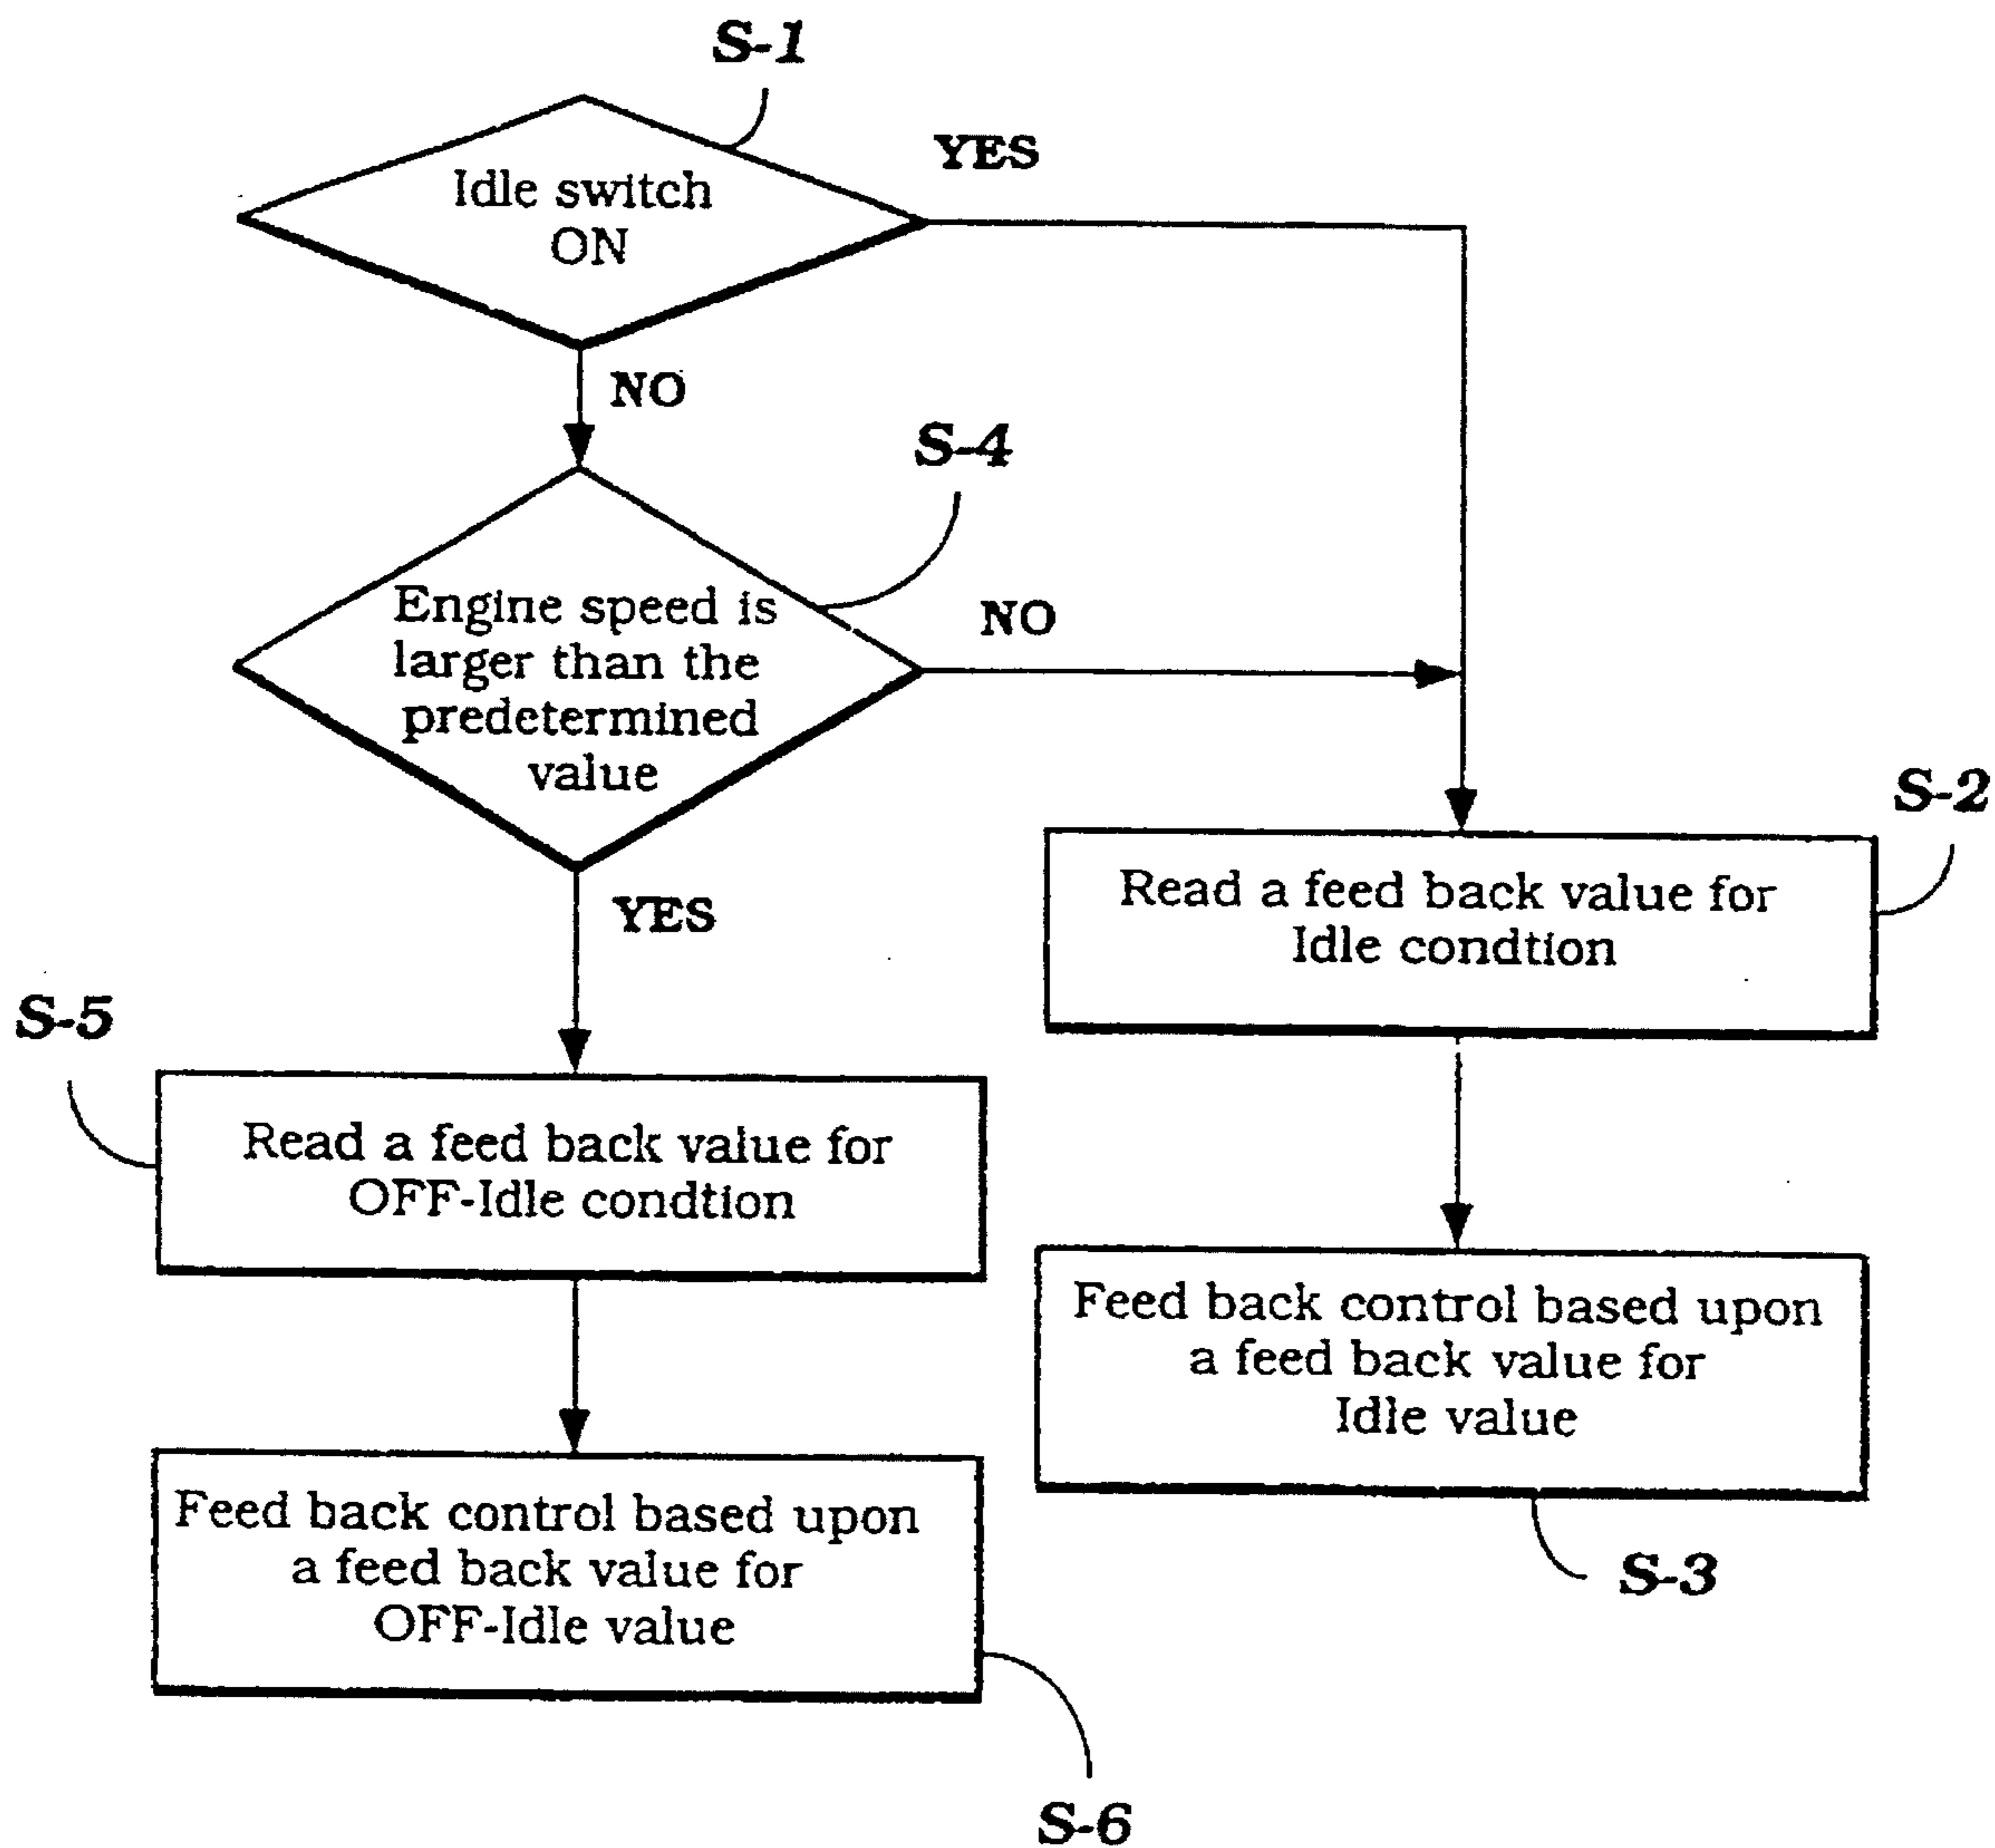 S-1
YES
Idle switch
ON
NO
S-4
Engine speed is
larger than the
predetermined
value
NO
S-2
Read a feed back value for
Idle condtion
YES
S-5
Read a feed back value for
OFF-Idle condtion
Feed back control based upon
a feed back value for
Idle value
S-3
Feed back control based upon
a feed back value for
OFF-Idle value
S-6